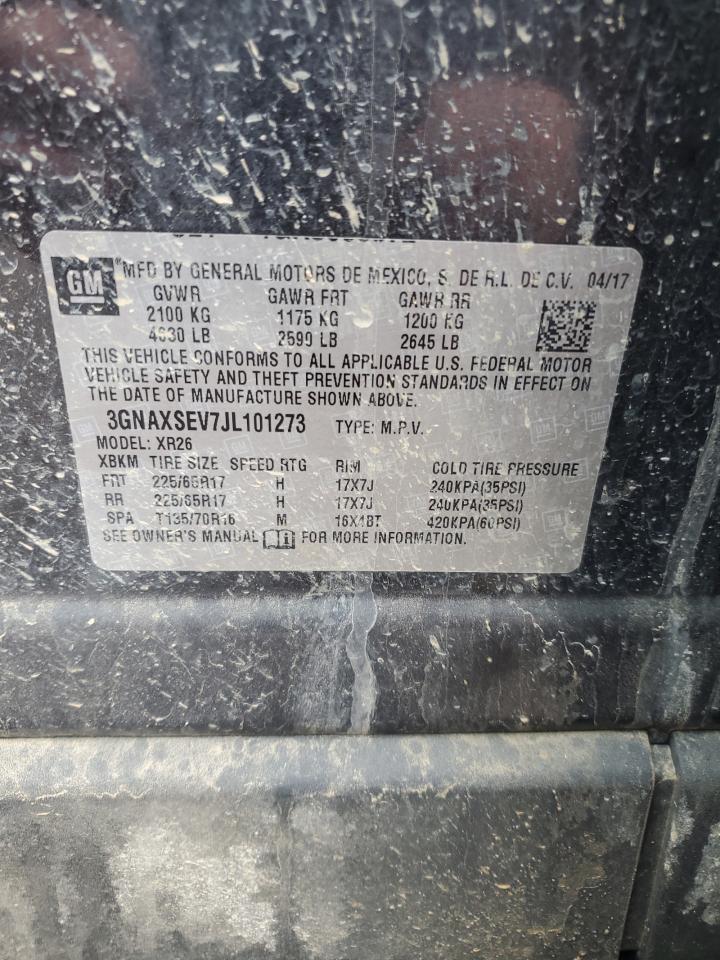 GM
MFD BY GENERAL MOTORS DE MEXICO, S. DE R.L. DE C.V. 04/17
GVWR GAWR FRT GAWR RR
2100 KG 1175 KG 1200 KG
4630 LB 2590 LB 2645 LB
THIS VEHICLE CONFORMS TO ALL APPLICABLE U.S. FEDERAL MOTOR
VEHICLE SAFETY AND THEFT PREVENTION STANDARDS IN EFFECT ON
THE DATE OF MANUFACTURE SHOWN ABOVE.
3GNAXSEV7JL101273 TYPE: M.P.V.
MODEL: XR26
XBKM TIRE SIZE SPEED RTG RIM COLD TIRE PRESSURE
FRT 225/65R17 H 17X7J 240KPA(35PSI)
RR 225/65R17 H 17X7J 240KPA(35PSI)
SPA T135/70R16 M 16X4BT 420KPA(60PSI)
SEE OWNER'S MANUAL FOR MORE INFORMATION.